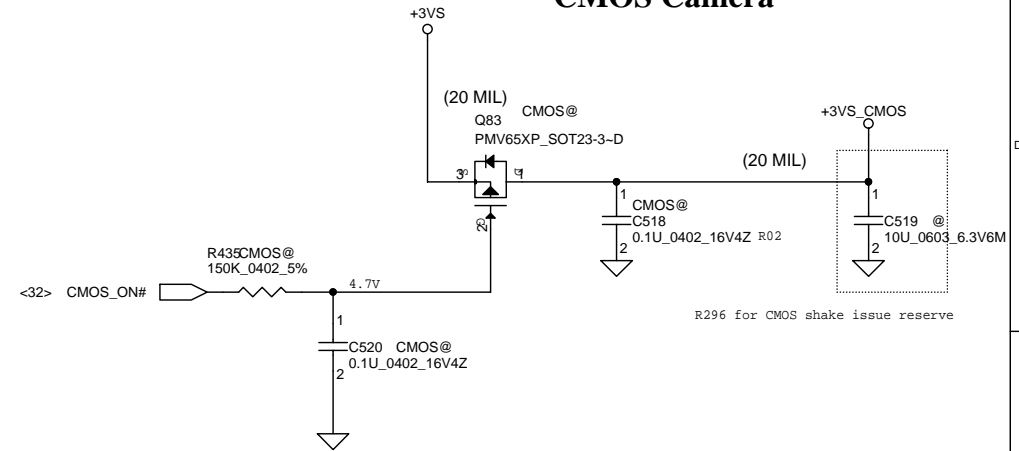 CMOS Camera
+3VS
(20 MIL)
CMOS@
Q83
PMV65XP_SOT23-3~D
+3VS_CMOS
D
3
S
D
1
(20 MIL)
1
CMOS@
C518
0.1U_0402_16V4Z
R02
2
1
C519 @
10U_0603_6.3V6M
2
G
2
R435CMOS@
150K_0402_5%
<32> CMOS_ON#
4.7V
R296 for CMOS shake issue reserve
1
C520 CMOS@
0.1U_0402_16V4Z
2